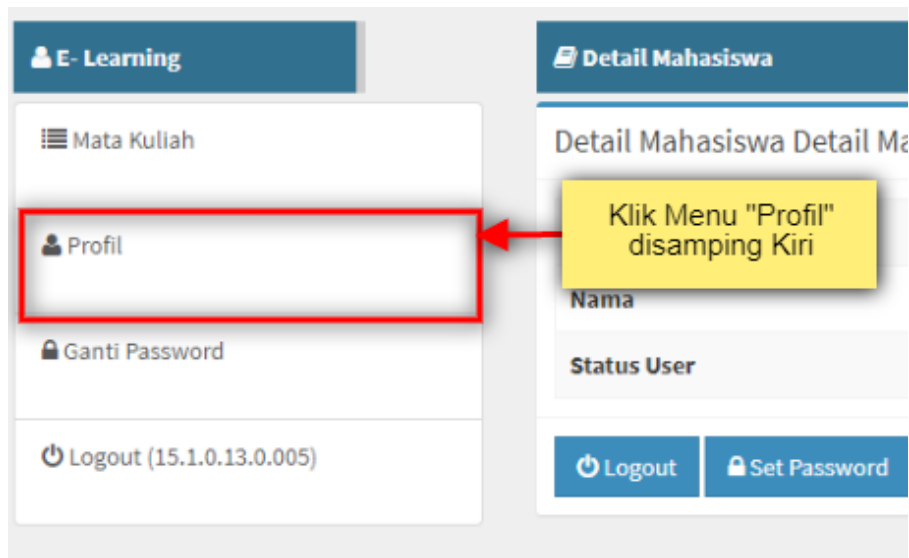 E- Learning
Mata Kuliah
Profil
Ganti Password
Logout (15.1.0.13.0.005)
Detail Mahasiswa
Detail Mahasiswa Detail
Klik Menu "Profil"
disamping Kiri
Nama
Status User
Logout
Set Password